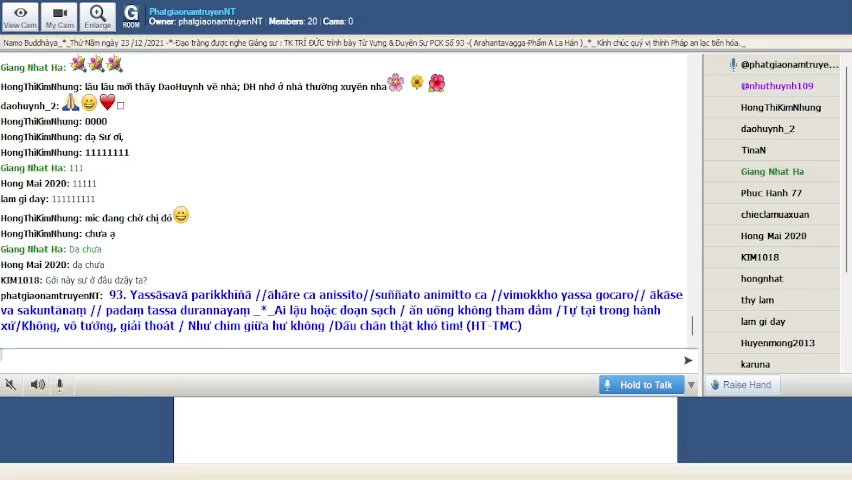 View Cam
My Cam
Enlarge
G
ROOM
PhatgiaonamtruyenNT
Owner: phatgiaonamtruyenNT | Members: 20 | Cams: 0
Namo Buddhāya_*_Thứ Năm ngày 23 /12 /2021 -*-Đạo tràng được nghe Giảng sư : TK TRÍ ĐỨC trình bày Từ Vựng & Duyên Sự PCK Số 93 -( Arahantavagga-Phẩm A La Hán )_*_Kính chúc quý vị thính Pháp an lạc tiến hóa._
Giang Nhat Ha:
HongThiKimNhung: lâu lâu mới thấy DaoHuynh về nhà; DH nhớ ở nhà thường xuyên nha
daohuynh_2:
HongThiKimNhung: 0000
HongThiKimNhung: dạ Sư ơi,
HongThiKimNhung: 11111111
Giang Nhat Ha: 111
Hong Mai 2020: 11111
lam gi day: 111111111
HongThiKimNhung: mic đang chờ chị đó
HongThiKimNhung: chưa ạ
Giang Nhat Ha: Dạ chưa
Hong Mai 2020: dạ chưa
KIM1018: Gởi này sư ở đâu dzậy ta?
phatgiaonamtruyenNT: 93. Yassāsavā parikkhīṇā //āhāre ca anissito//suññato animitto ca //vimokkho yassa gocaro// ākāse
va sakuntānaṃ // padaṃ tassa durannayaṃ _*_Ai lậu hoặc đoạn sạch / ăn uống không tham đắm /Tự tại trong hành
xứ/Không, vô tướng, giải thoát / Như chim giữa hư không /Dấu chân thật khó tìm! (HT-TMC)
@phatgiaonamtruye...
@nhuthuynh109
HongThiKimNhung
daohuynh_2
TinaN
Giang Nhat Ha
Phuc Hanh 77
chieclamuaxuan
Hong Mai 2020
KIM1018
hongnhat
thy lam
lam gi day
Huyenmong2013
karuna
Hold to Talk
Raise Hand